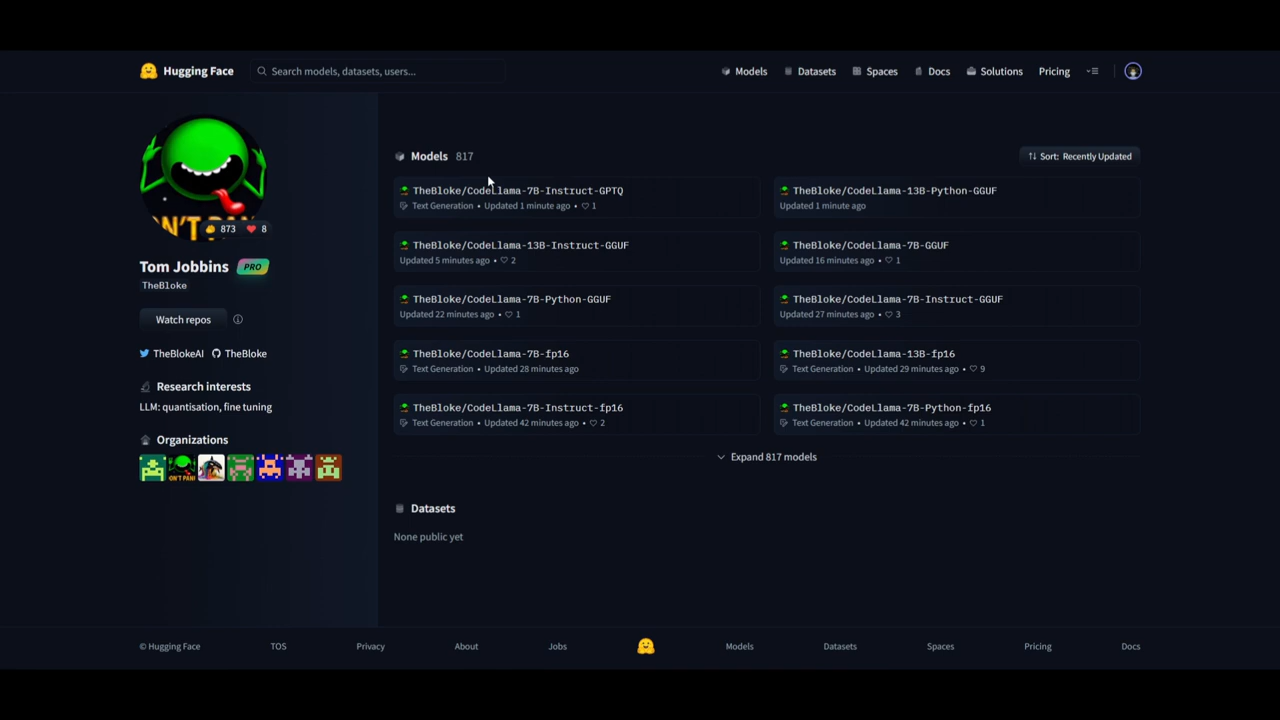 Hugging Face
Search models, datasets, users...
Models
Datasets
Spaces
Docs
Solutions
Pricing
ON'T PAN
873
8
Tom Jobbins PRO
TheBloke
Watch repos
TheBlokeAI TheBloke
Research interests
LLM: quantisation, fine tuning
Organizations
ON'T PANI
Models 817
Sort: Recently Updated
TheBloke/CodeLlama-7B-Instruct-GPTQ
Text Generation • Updated 1 minute ago • 1
TheBloke/CodeLlama-13B-Python-GGUF
Updated 1 minute ago
TheBloke/CodeLlama-13B-Instruct-GGUF
Updated 5 minutes ago • 2
TheBloke/CodeLlama-7B-GGUF
Updated 16 minutes ago • 1
TheBloke/CodeLlama-7B-Python-GGUF
Updated 22 minutes ago • 1
TheBloke/CodeLlama-7B-Instruct-GGUF
Updated 27 minutes ago • 3
TheBloke/CodeLlama-7B-fp16
Text Generation • Updated 28 minutes ago
TheBloke/CodeLlama-13B-fp16
Text Generation • Updated 29 minutes ago • 9
TheBloke/CodeLlama-7B-Instruct-fp16
Text Generation • Updated 42 minutes ago • 2
TheBloke/CodeLlama-7B-Python-fp16
Text Generation • Updated 42 minutes ago • 1
Expand 817 models
Datasets
None public yet
© Hugging Face
TOS
Privacy
About
Jobs
Models
Datasets
Spaces
Pricing
Docs